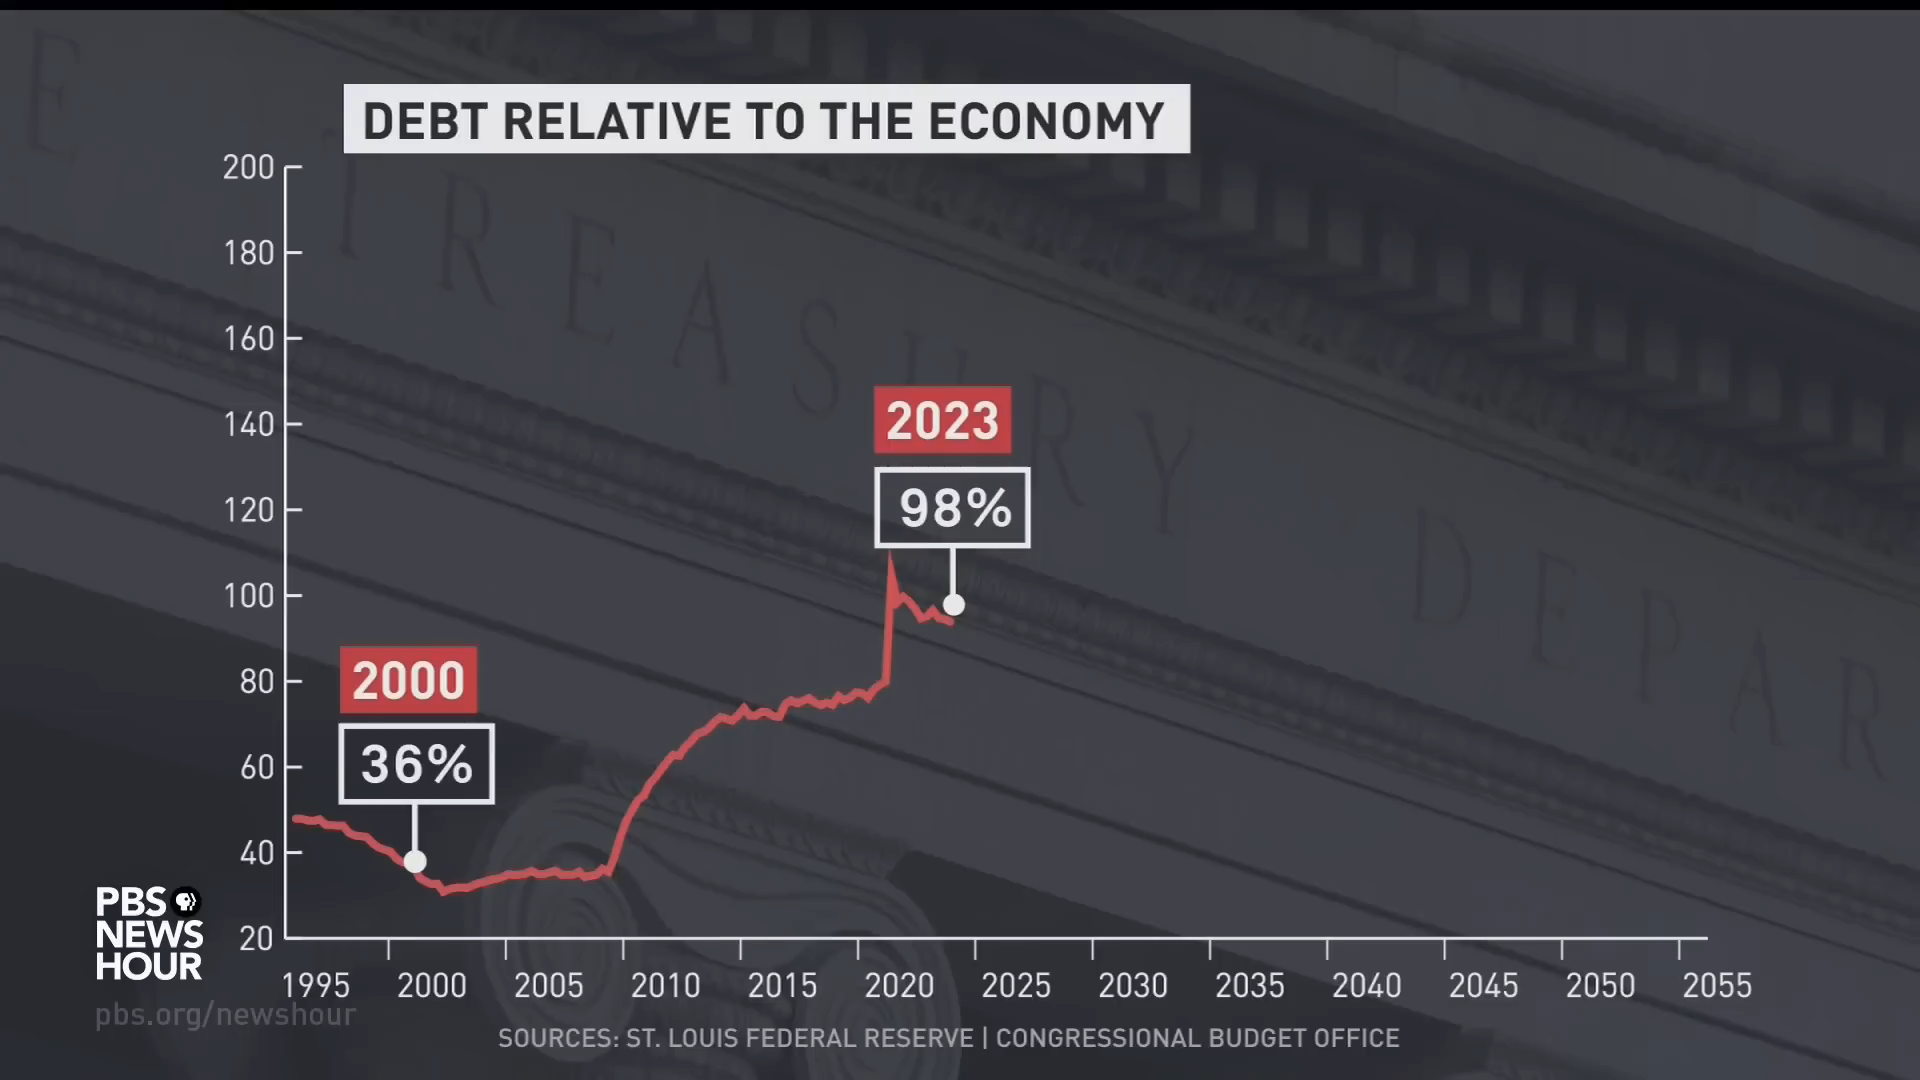 DEBT RELATIVE TO THE ECONOMY
200
180
160
140
120
100
80
60
40
20
2023
98%
2000
36%
1995 2000 2005 2010 2015 2020 2025 2030 2035 2040 2045 2050 2055
SOURCES: ST. LOUIS FEDERAL RESERVE | CONGRESSIONAL BUDGET OFFICE
PBS
NEWS
HOUR
pbs.org/newshour
E TREASURY DEPAR